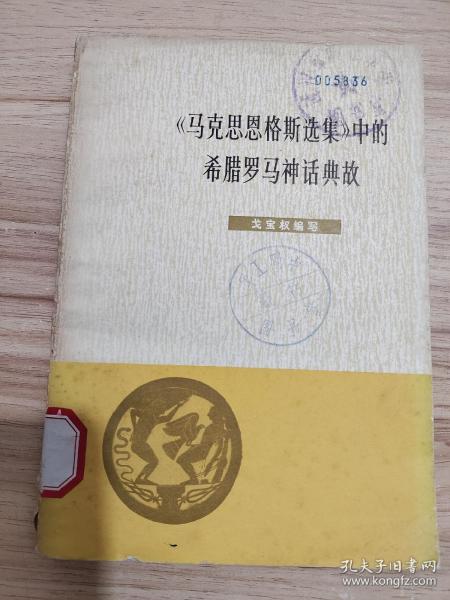 005836
《马克思恩格斯选集》中的
希腊罗马神话典故
戈宝权编写
孔夫子旧书网
www.kongfz.com